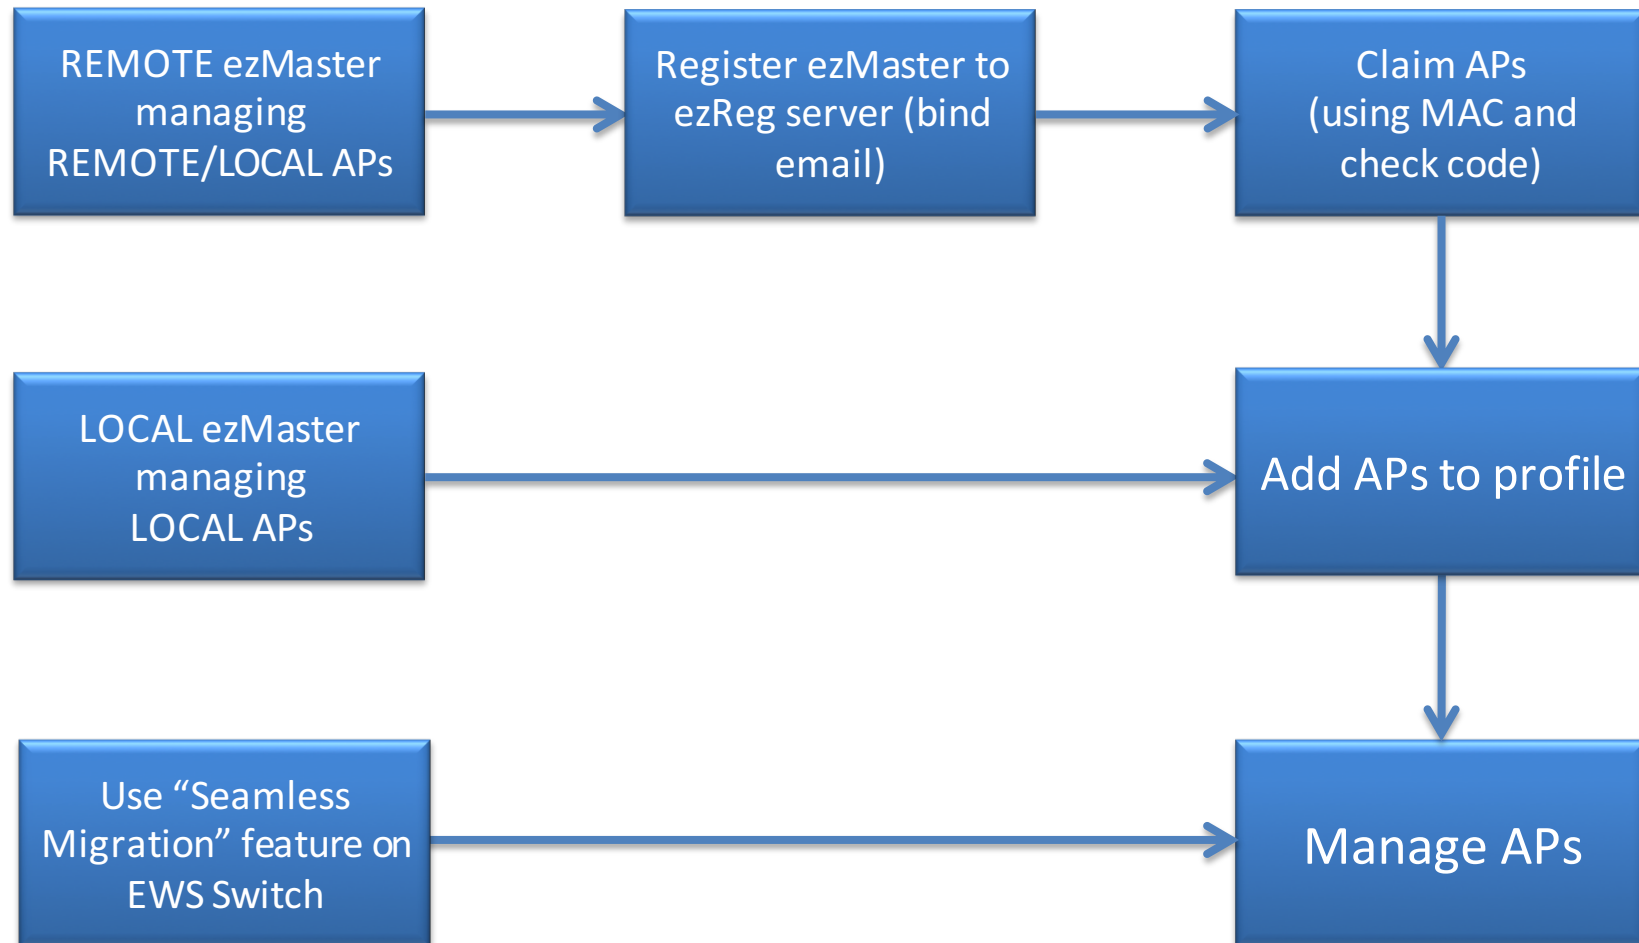 REMOTE ezMaster
managing
REMOTE/LOCAL APs
Register ezMaster to
ezReg server (bind
email)
Claim APs
(using MAC and
check code)
LOCAL ezMaster
managing
LOCAL APs
Add APs to profile
Use “Seamless
Migration” feature on
EWS Switch
Manage APs